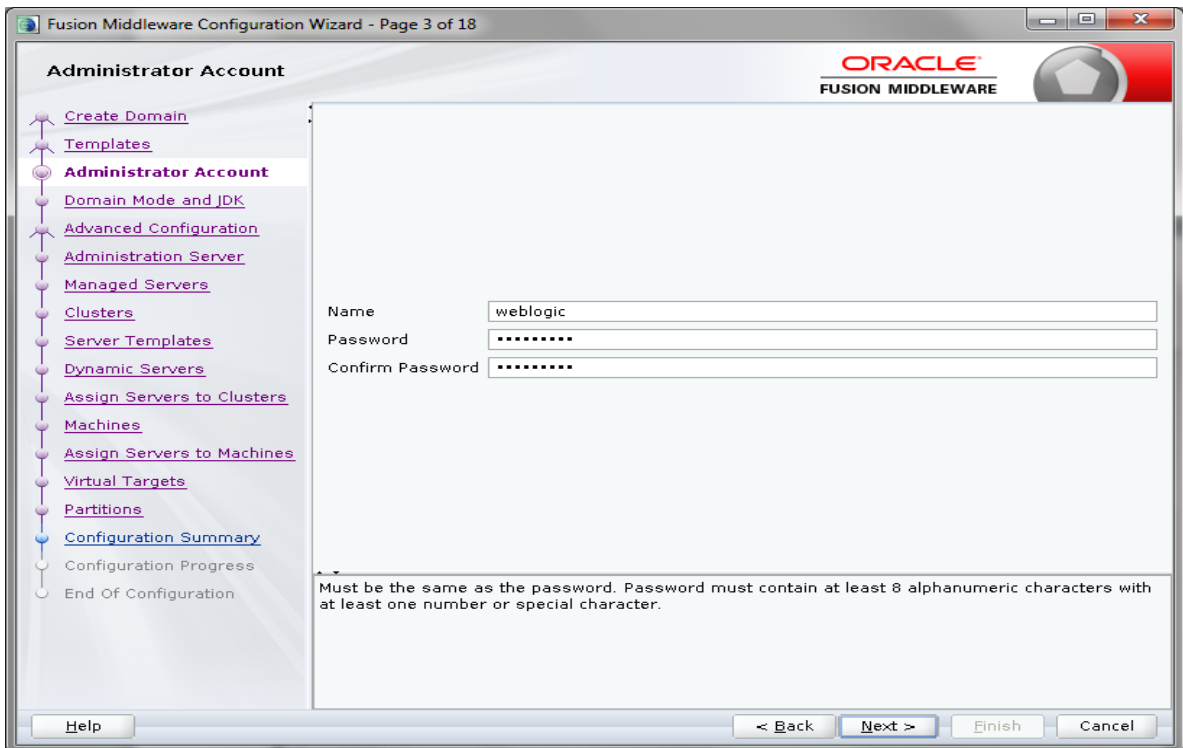 Fusion Middleware Configuration Wizard - Page 3 of 18
Administrator Account
ORACLE
FUSION MIDDLEWARE
Create Domain
Templates
Administrator Account
Domain Mode and JDK
Advanced Configuration
Administration Server
Managed Servers
Clusters
Server Templates
Dynamic Servers
Assign Servers to Clusters
Machines
Assign Servers to Machines
Virtual Targets
Partitions
Configuration Summary
Configuration Progress
End Of Configuration
Name weblogic
Password •••••••••
Confirm Password •••••••••
Must be the same as the password. Password must contain at least 8 alphanumeric characters with
at least one number or special character.
Help < Back Next > Finish Cancel